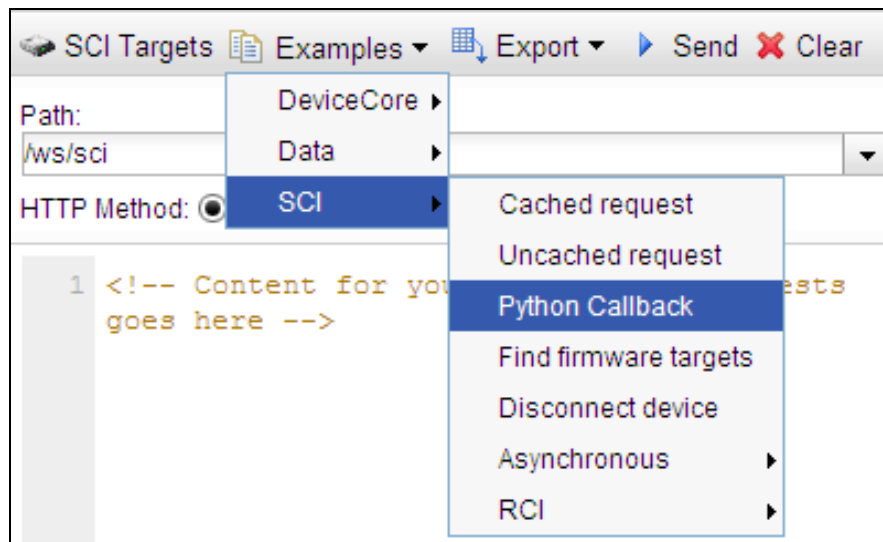 SCI Targets Examples Export Send Clear
Path:
/ws/sci
HTTP Method:
DeviceCore
Data
SCI
Cached request
Uncached request
Python Callback
Find firmware targets
Disconnect device
Asynchronous
RCI
1 <!-- Content for ests
goes here -->